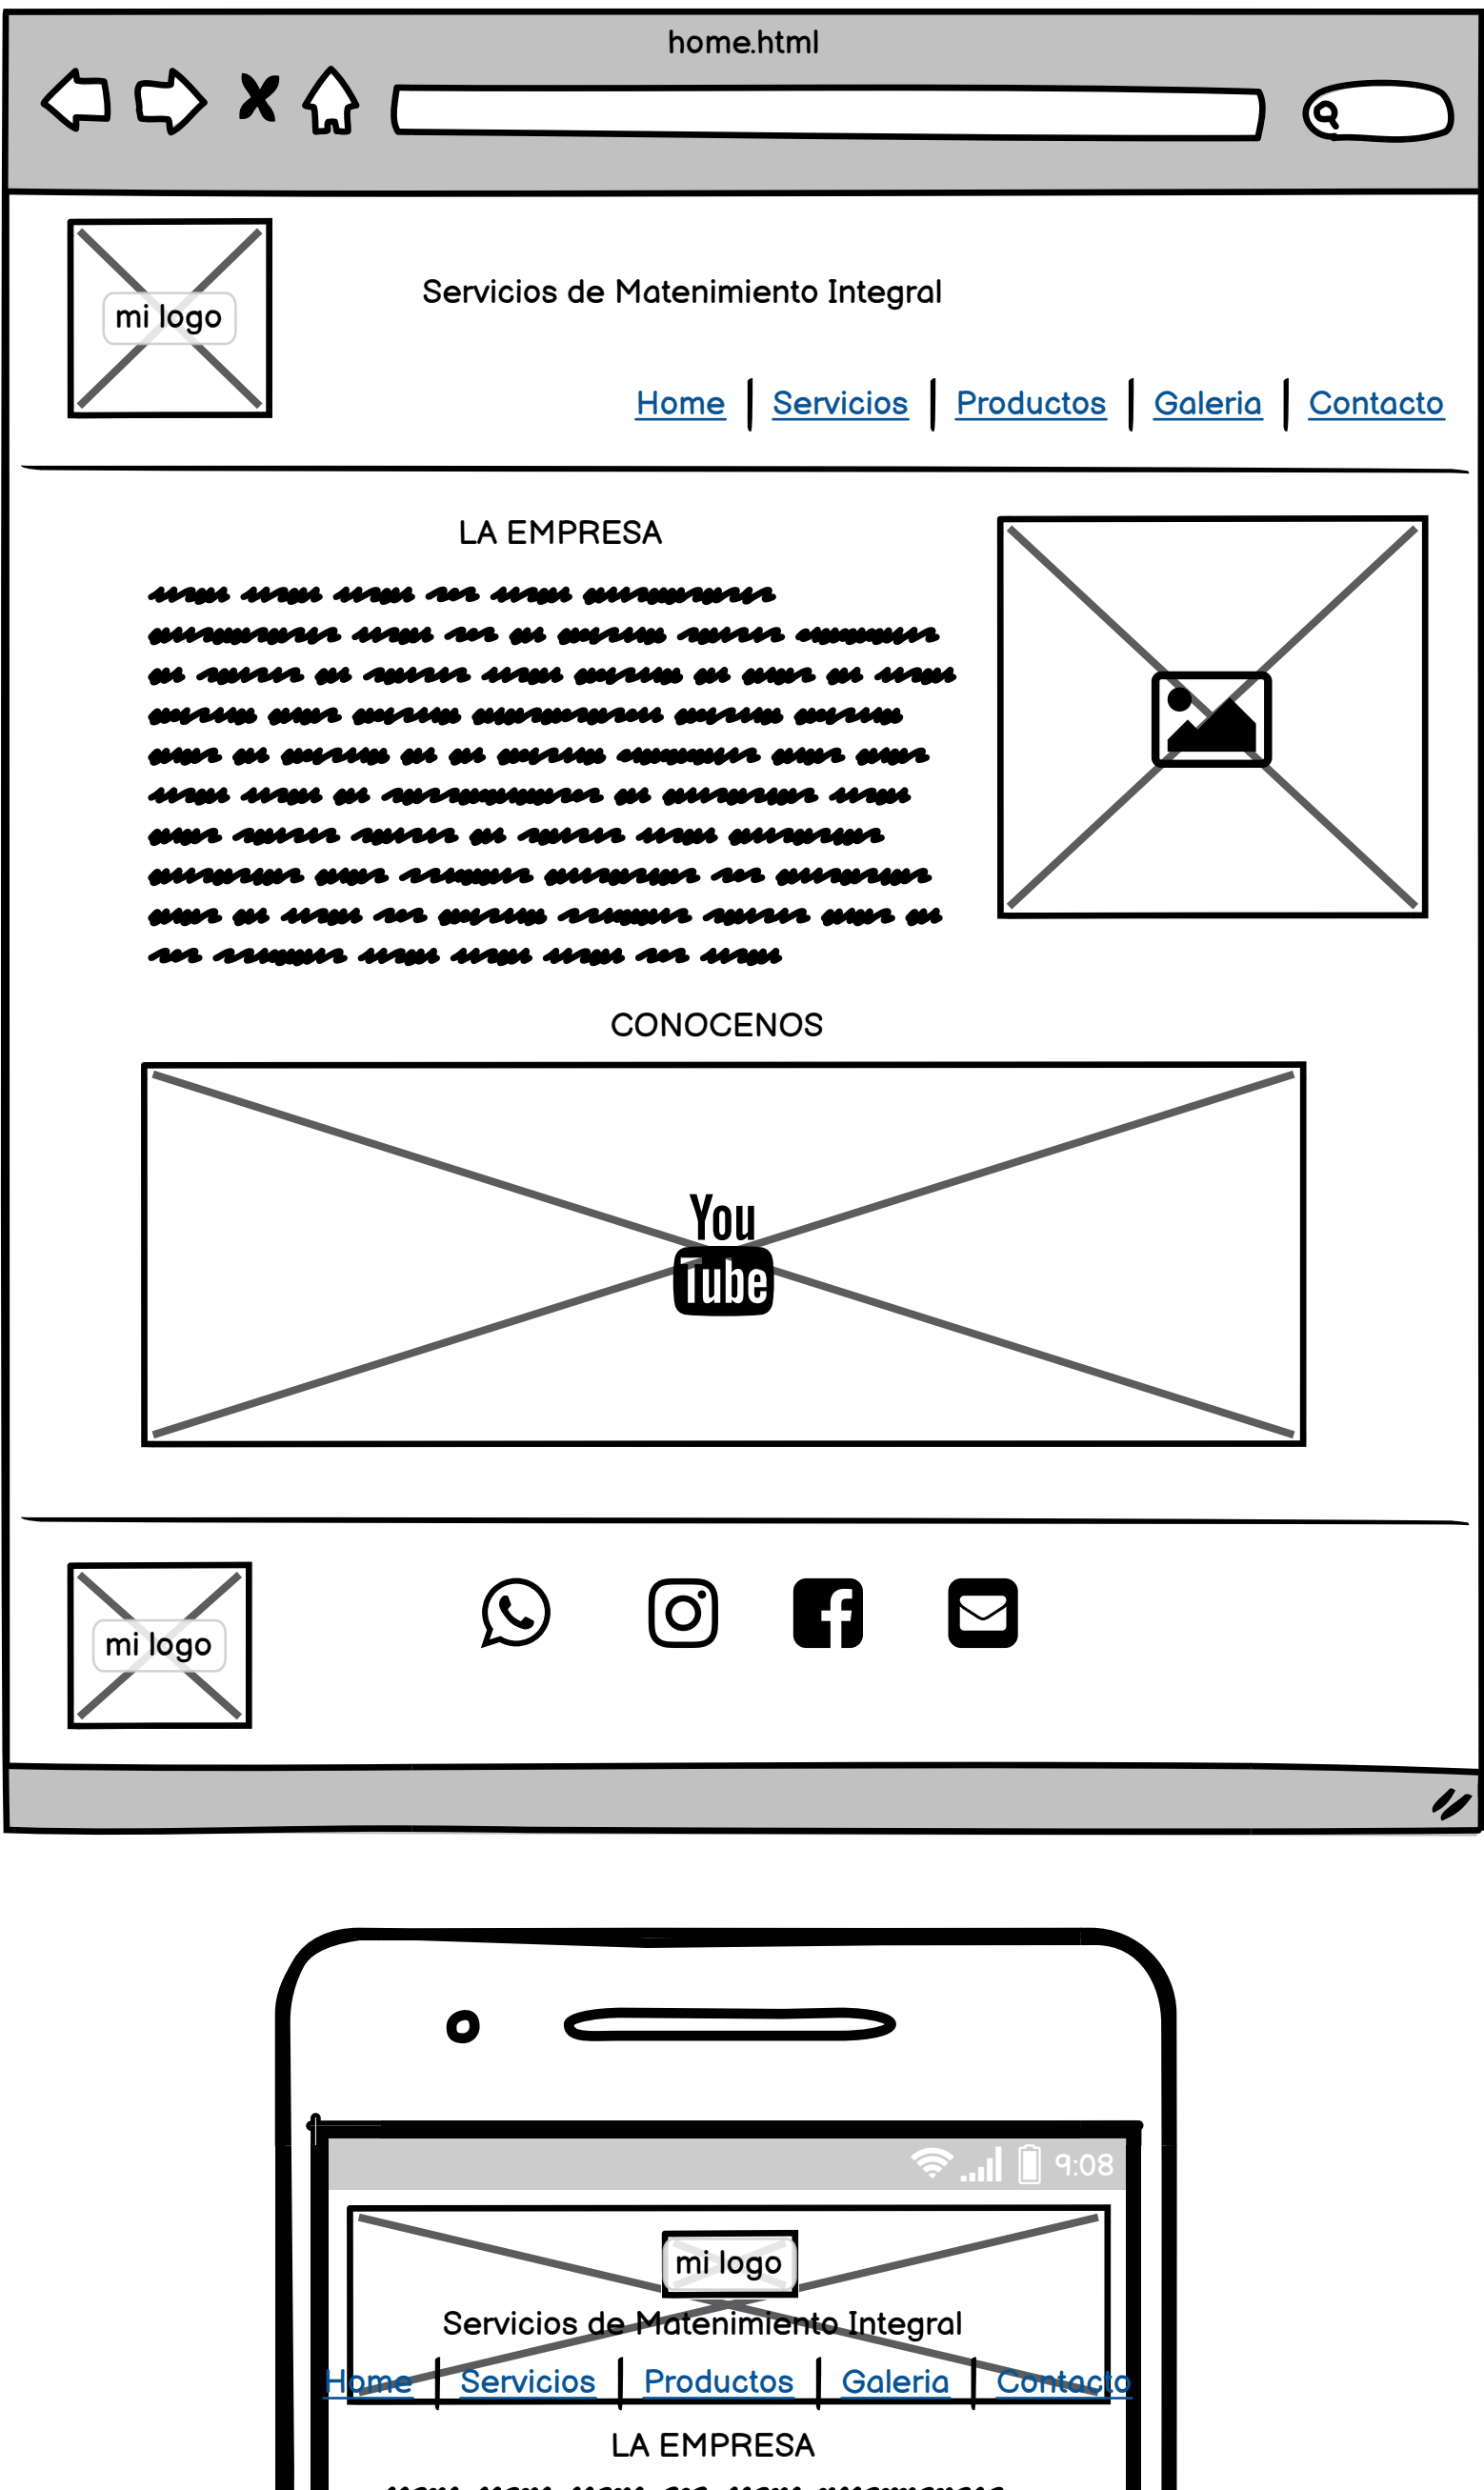 home.html
mi logo
Servicios de Matenimiento Integral
Home | Servicios | Productos | Galeria | Contacto
LA EMPRESA
CONOCENOS
You
Tube
mi logo
9:08
mi logo
Servicios de Matenimiento Integral
Home | Servicios | Productos | Galeria | Contacto
LA EMPRESA